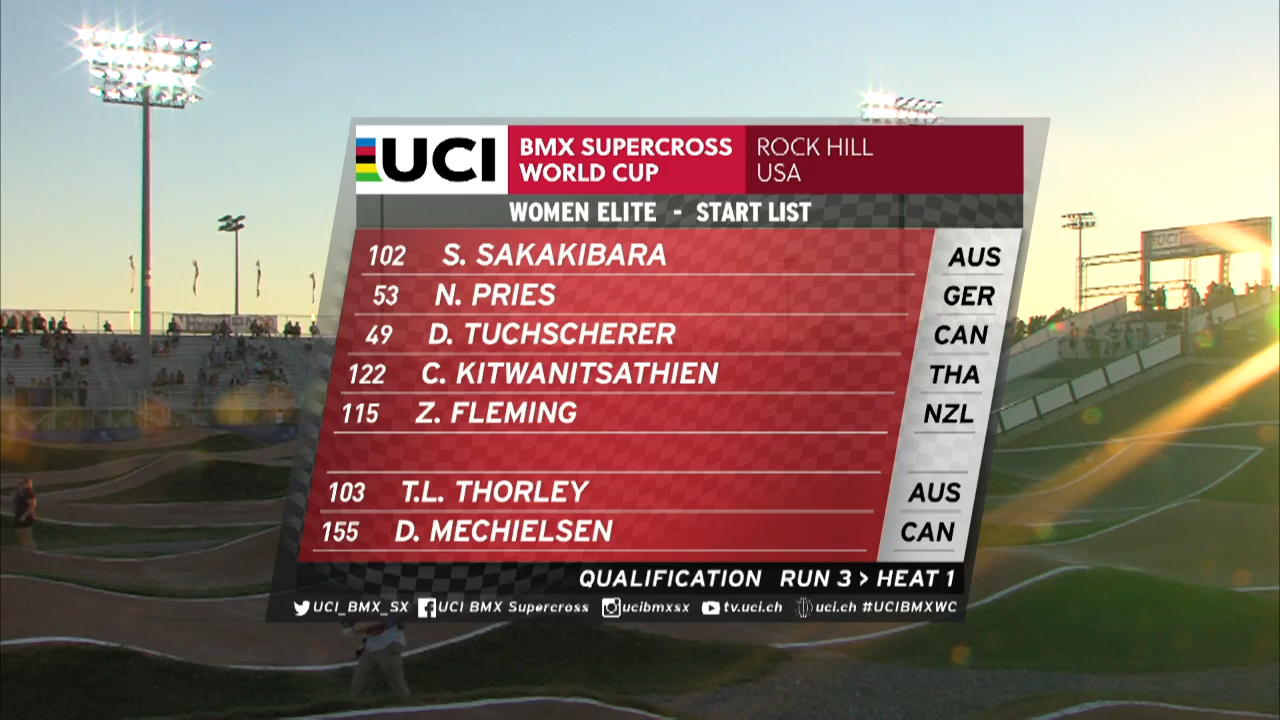 UCI
BMX SUPERCROSS
WORLD CUP
ROCK HILL
USA
WOMEN ELITE - START LIST
102 S. SAKAKIBARA AUS
53 N. PRIES GER
49 D. TUCHSCHERER CAN
122 C. KITWANITSATHIEN THA
115 Z. FLEMING NZL
103 T.L. THORLEY AUS
155 D. MECHIELSEN CAN
QUALIFICATION RUN 3 > HEAT 1
UCI_BMX_SX UCI BMX Supercross ucibmxsx tv.uci.ch uci.ch #UCIBMXWC